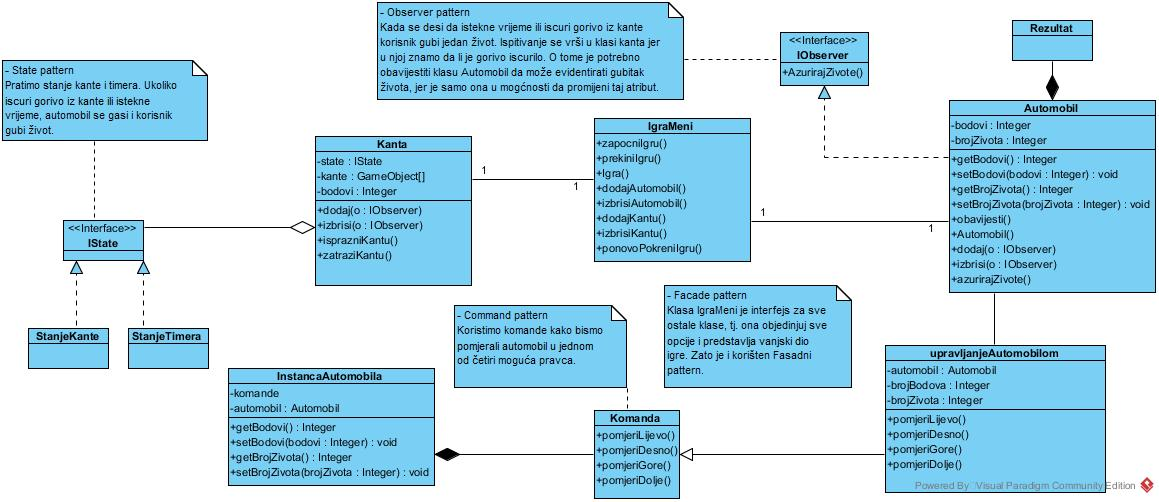 - Observer pattern
Kada se desi da istekne vrijeme ili iscuri gorivo iz kante
korisnik gubi jedan život. Ispitivanje se vrši u klasi kanta jer
u njoj znamo da li je gorivo iscurilo. O tome je potrebno
obavijestiti klasu Automobil da može evidentirati gubitak
života, jer je samo ona u mogćnosti da promijeni taj atribut.
<<Interface>>
IObserver
+AzurirajZivote()
Rezultat
- State pattern
Pratimo stanje kante i timera. Ukoliko
iscuri gorivo iz kante ili istekne
vrijeme, automobil se gasi i korisnik
gubi život.
Kanta
-state : IState
-kante : GameObject[]
-bodovi : Integer
+dodaj(o : IObserver)
+izbrisi(o : IObserver)
+isprazniKantu()
+zatraziKantu()
1
1
IgraMeni
+zapocniIgru()
+prekiniIgru()
+Igra()
+dodajAutomobil()
+izbrisiAutomobil()
+dodajKantu()
+izbrisiKantu()
+ponovoPokreniIgru()
1
1
Automobil
-bodovi : Integer
-brojZivota : Integer
+getBodovi() : Integer
+setBodovi(bodovi : Integer) : void
+getBrojZivota() : Integer
+setBrojZivota(brojZivota : Integer) : void
+obavijesti()
+Automobil()
+dodaj(o : IObserver)
+izbrisi(o : IObserver)
+azurirajZivote()
<<Interface>>
IState
StanjeKante
StanjeTimera
- Command pattern
Koristimo komande kako bismo
pomjerali automobil u jednom
od četiri moguća pravca.
- Facade pattern
Klasa IgraMeni je interfejs za sve
ostale klase, tj. ona objedinjuj sve
opcije i predstavlja vanjski dio
igre. Zato je i korišten Fasadni
pattern.
InstancaAutomobila
-komande
-automobil : Automobil
+getBodovi() : Integer
+setBodovi(bodovi : Integer) : void
+getBrojZivota() : Integer
+setBrojZivota(brojZivota : Integer) : void
Komanda
+pomjeriLijevo()
+pomjeriDesno()
+pomjeriGore()
+pomjeriDolje()
upravljanjeAutomobilom
-automobil : Automobil
-brojBodova : Integer
-brojZivota : Integer
+pomjeriLijevo()
+pomjeriDesno()
+pomjeriGore()
+pomjeriDolje()
Powered By Visual Paradigm Community Edition